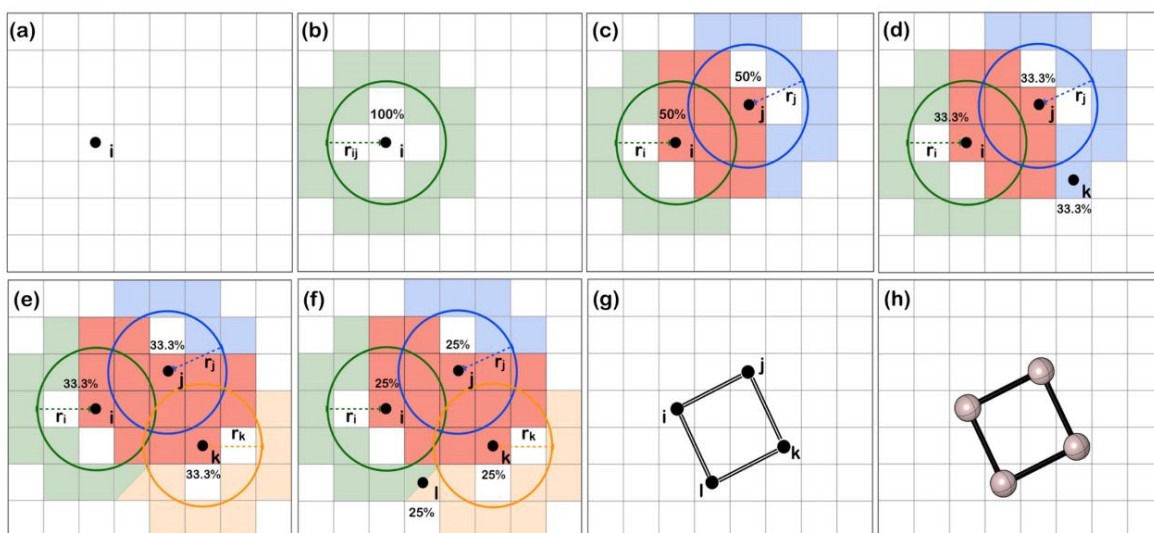 (a)
i
(b)
100%
r_ij
i
(c)
50%
r_j
j
50%
r_i
i
(d)
33.3%
r_j
j
33.3%
r_i
i
k
33.3%
(e)
33.3%
r_j
j
33.3%
r_i
i
r_k
k
33.3%
(f)
25%
r_j
j
25%
r_i
i
r_k
k
25%
l
25%
(g)
j
i
k
l
(h)